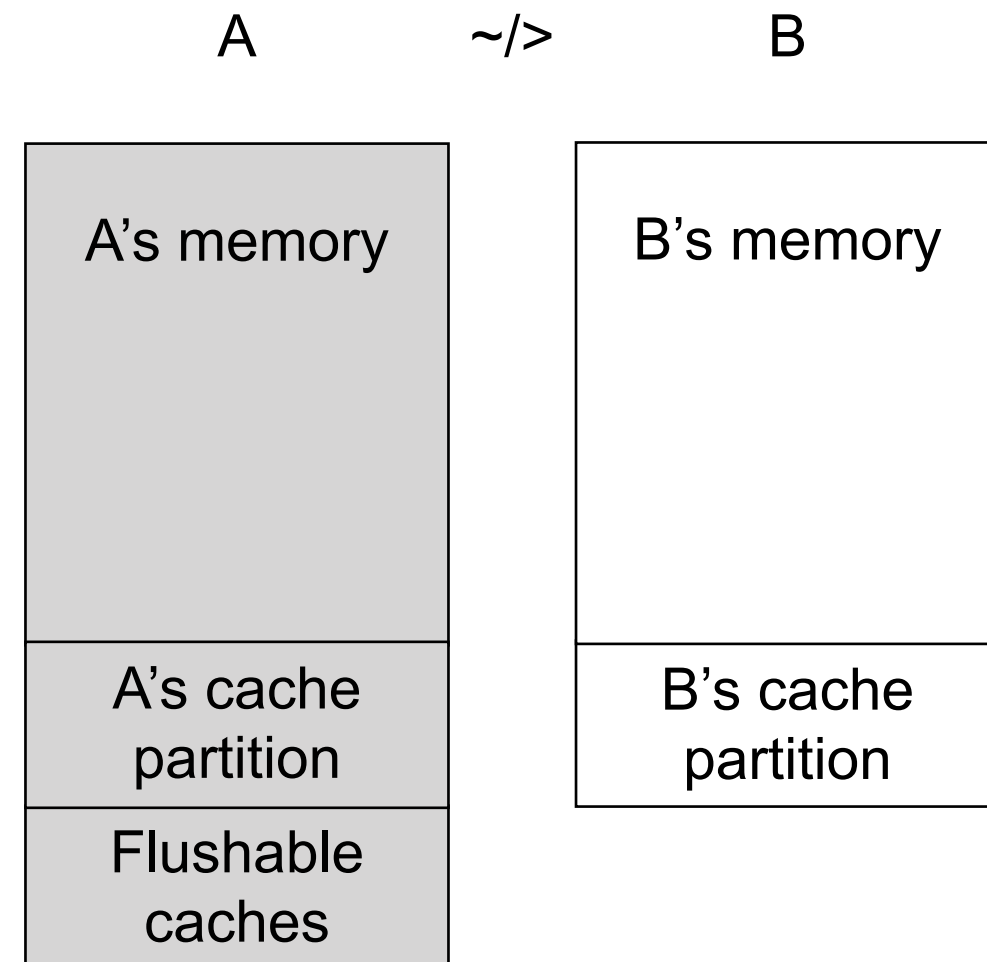 A ~/> B
A’s memory
B’s memory
A’s cache
partition
B’s cache
partition
Flushable
caches